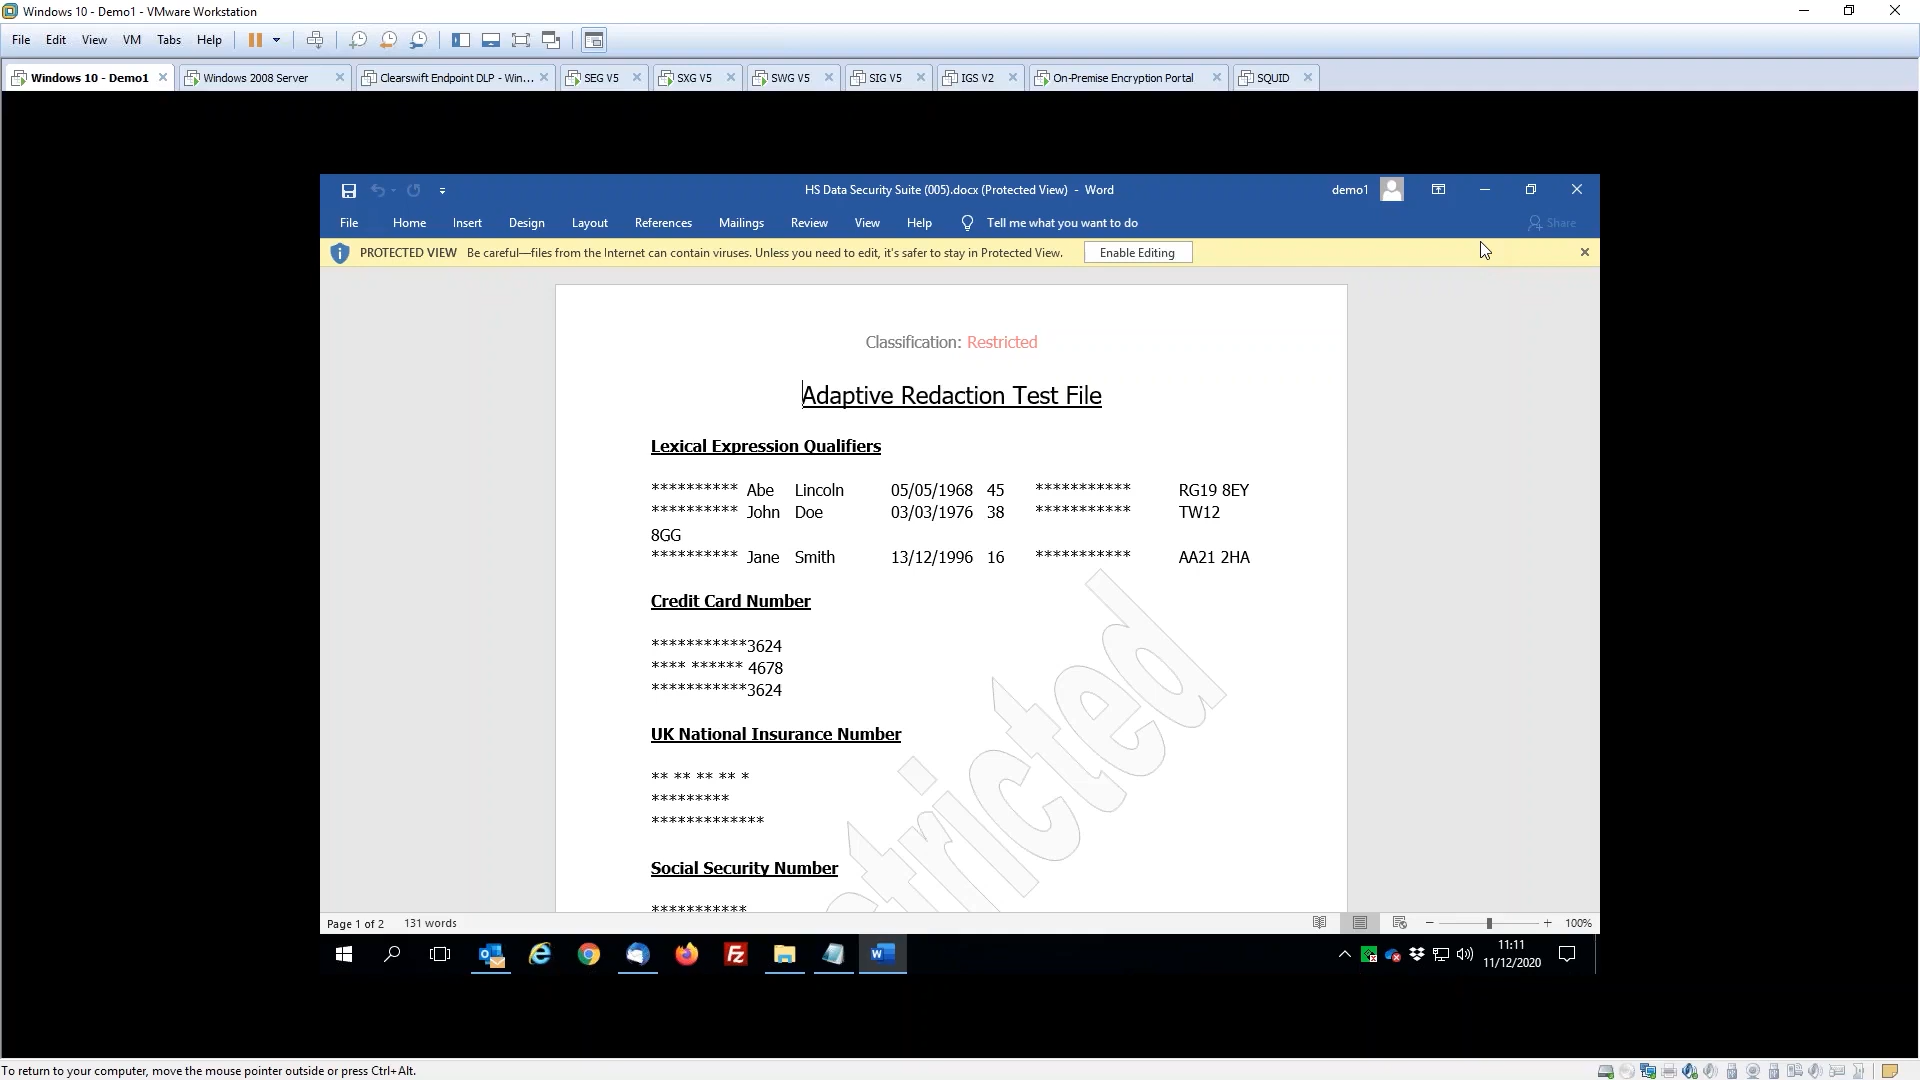 Windows 10 - Demo1 - VMware Workstation
File Edit View VM Tabs Help
Windows 10 - Demo1 Windows 2008 Server Clearswift Endpoint DLP - Win... SEG V5 SXG V5 SWG V5 SIG V5 IGS V2 On-Premise Encryption Portal SQUID
HS Data Security Suite (005).docx (Protected View) - Word demo1
File Home Insert Design Layout References Mailings Review View Help Tell me what you want to do Share
PROTECTED VIEW Be careful—files from the Internet can contain viruses. Unless you need to edit, it's safer to stay in Protected View. Enable Editing
Classification: Restricted
Adaptive Redaction Test File
Lexical Expression Qualifiers
********** Abe Lincoln 05/05/1968 45 *********** RG19 8EY
********** John Doe 03/03/1976 38 *********** TW12
8GG
********** Jane Smith 13/12/1996 16 *********** AA21 2HA
Credit Card Number
***********3624
**** ****** 4678
***********3624
UK National Insurance Number
** ** ** ** *
*********
*************
Social Security Number
***********
tricted
Page 1 of 2 131 words 100%
11:11
11/12/2020
To return to your computer, move the mouse pointer outside or press Ctrl+Alt.